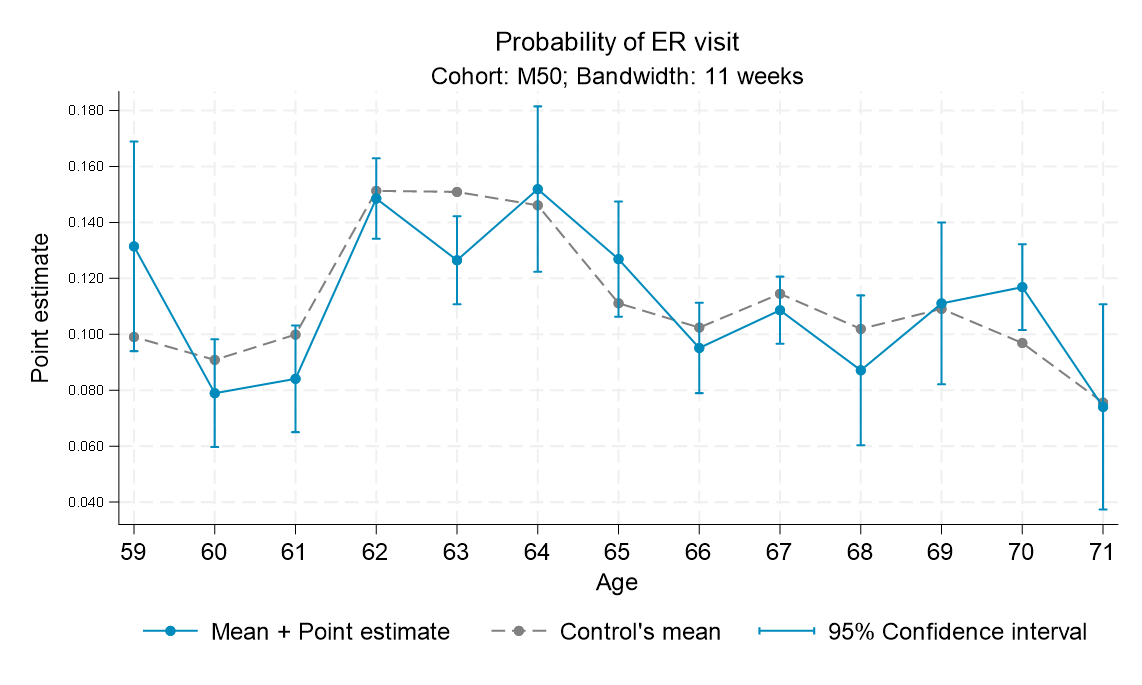 Probability of ER visit
Cohort: M50; Bandwidth: 11 weeks
Point estimate
0.180
0.160
0.140
0.120
0.100
0.080
0.060
0.040
59 60 61 62 63 64 65 66 67 68 69 70 71
Age
Mean + Point estimate Control's mean 95% Confidence interval